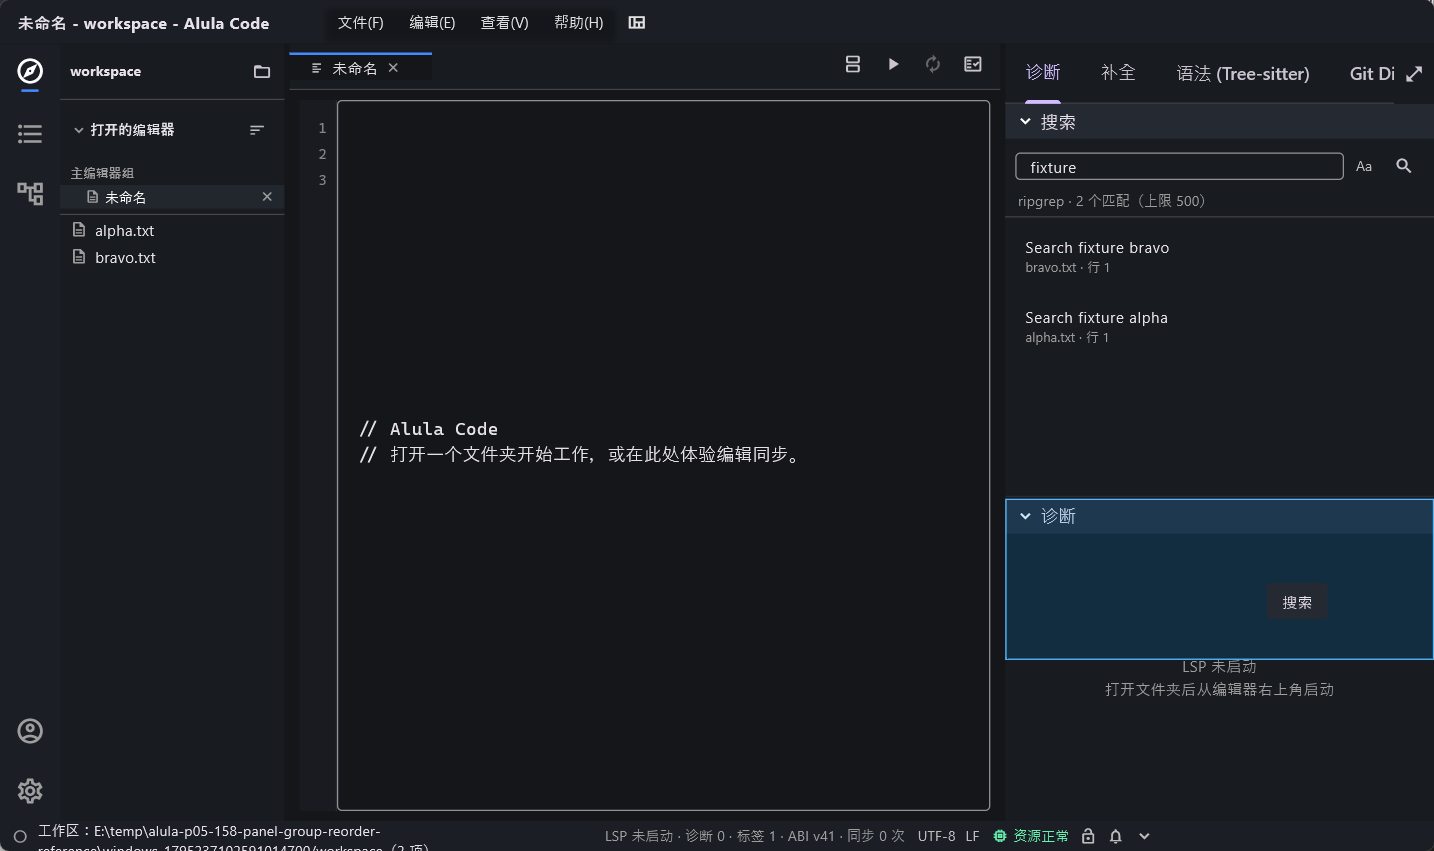 未命名 - workspace - Alula Code
文件(F) 编辑(E) 查看(V) 帮助(H)
workspace
未命名
诊断 补全 语法 (Tree-sitter) Git Di
打开的编辑器
主编辑器组
未命名
alpha.txt
bravo.txt
1
2
3
// Alula Code
// 打开一个文件夹开始工作，或在此处体验编辑同步。
搜索
fixture
Aa
ripgrep · 2 个匹配（上限 500）
Search fixture bravo
bravo.txt · 行 1
Search fixture alpha
alpha.txt · 行 1
诊断
搜索
LSP 未启动
打开文件夹后从编辑器右上角启动
工作区：E:\temp\alula-p05-158-panel-group-reorder-
reference\windows-1795237102591014700/workspace（2 项）
LSP 未启动 · 诊断 0 · 标签 1 · ABI v41 · 同步 0 次 UTF-8 LF 资源正常